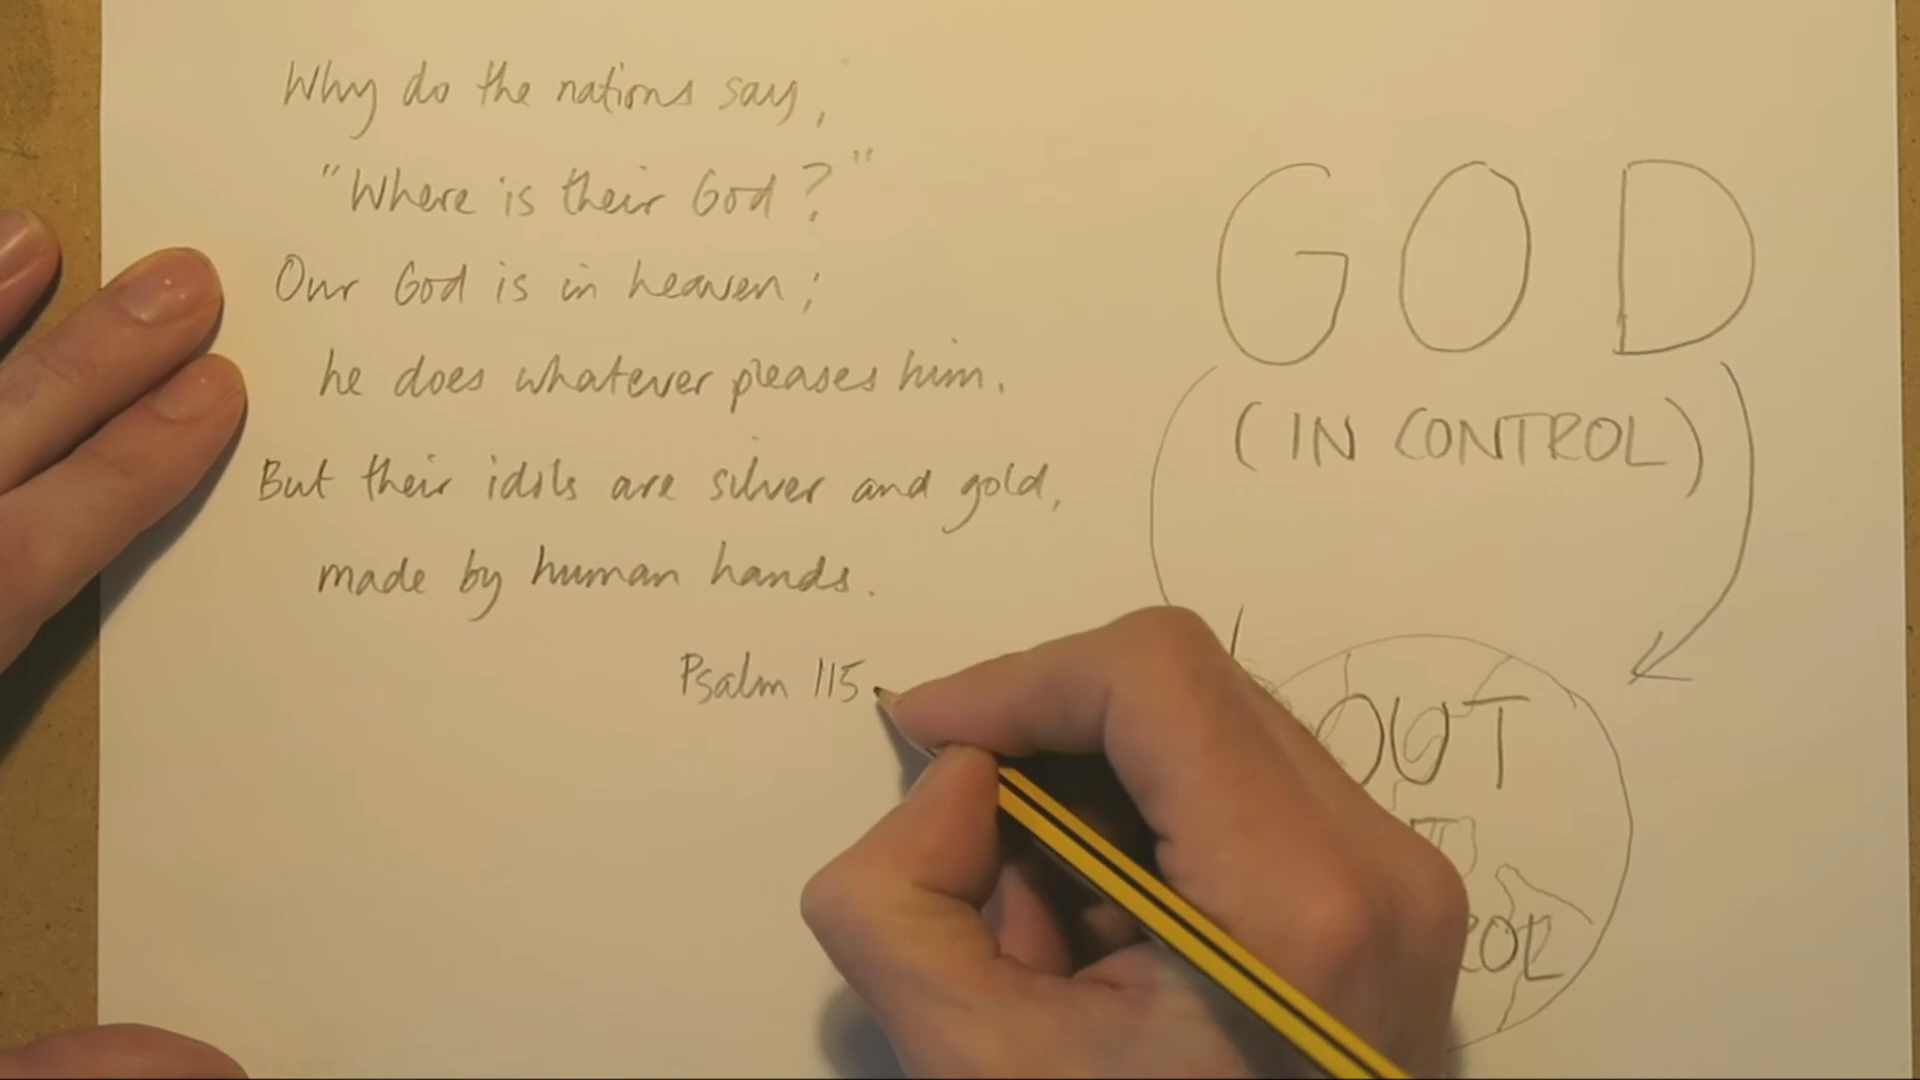 Why do the nations say,
"Where is their God?"
Our God is in heaven;
he does whatever pleases him.
But their idols are silver and gold,
made by human hands.
Psalm 115
GOD
(IN CONTROL)
OUT